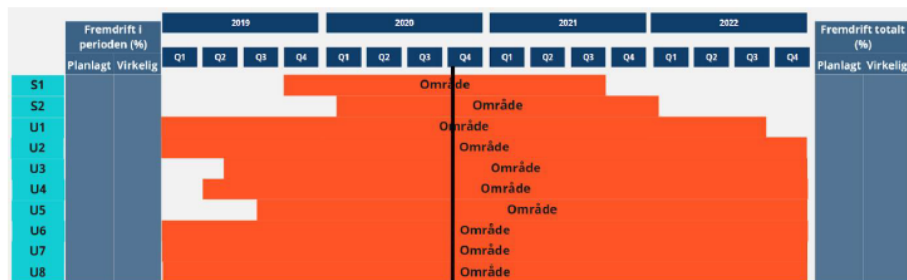 Fremdrift i perioden (%) 2019 2020 2021 2022 Fremdrift totalt (%)
Planlagt Virkelig Q1 Q2 Q3 Q4 Q1 Q2 Q3 Q4 Q1 Q2 Q3 Q4 Q1 Q2 Q3 Q4 Planlagt Virkelig
S1 Område
S2 Område
U1 Område
U2 Område
U3 Område
U4 Område
U5 Område
U6 Område
U7 Område
U8 Område